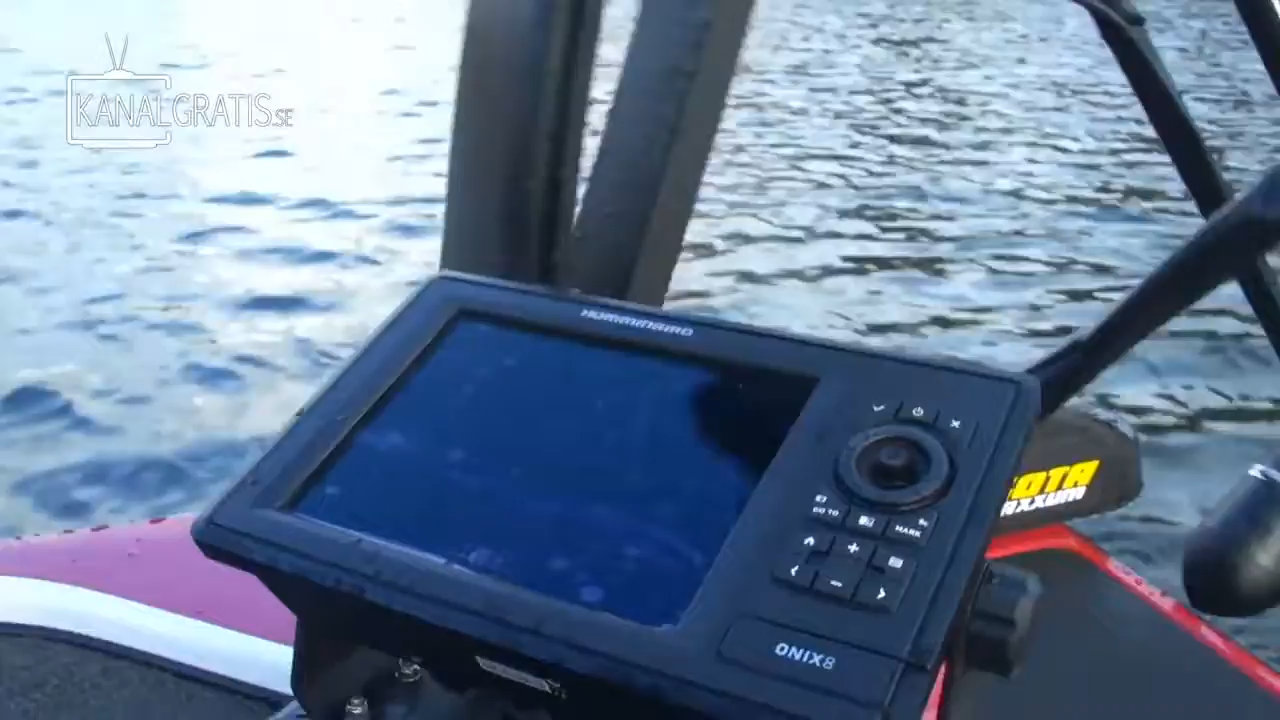 KANALGRATIS.SE
HUMMINBIRD
GO TO
MARK
OTA
AXXUM
ONIX8